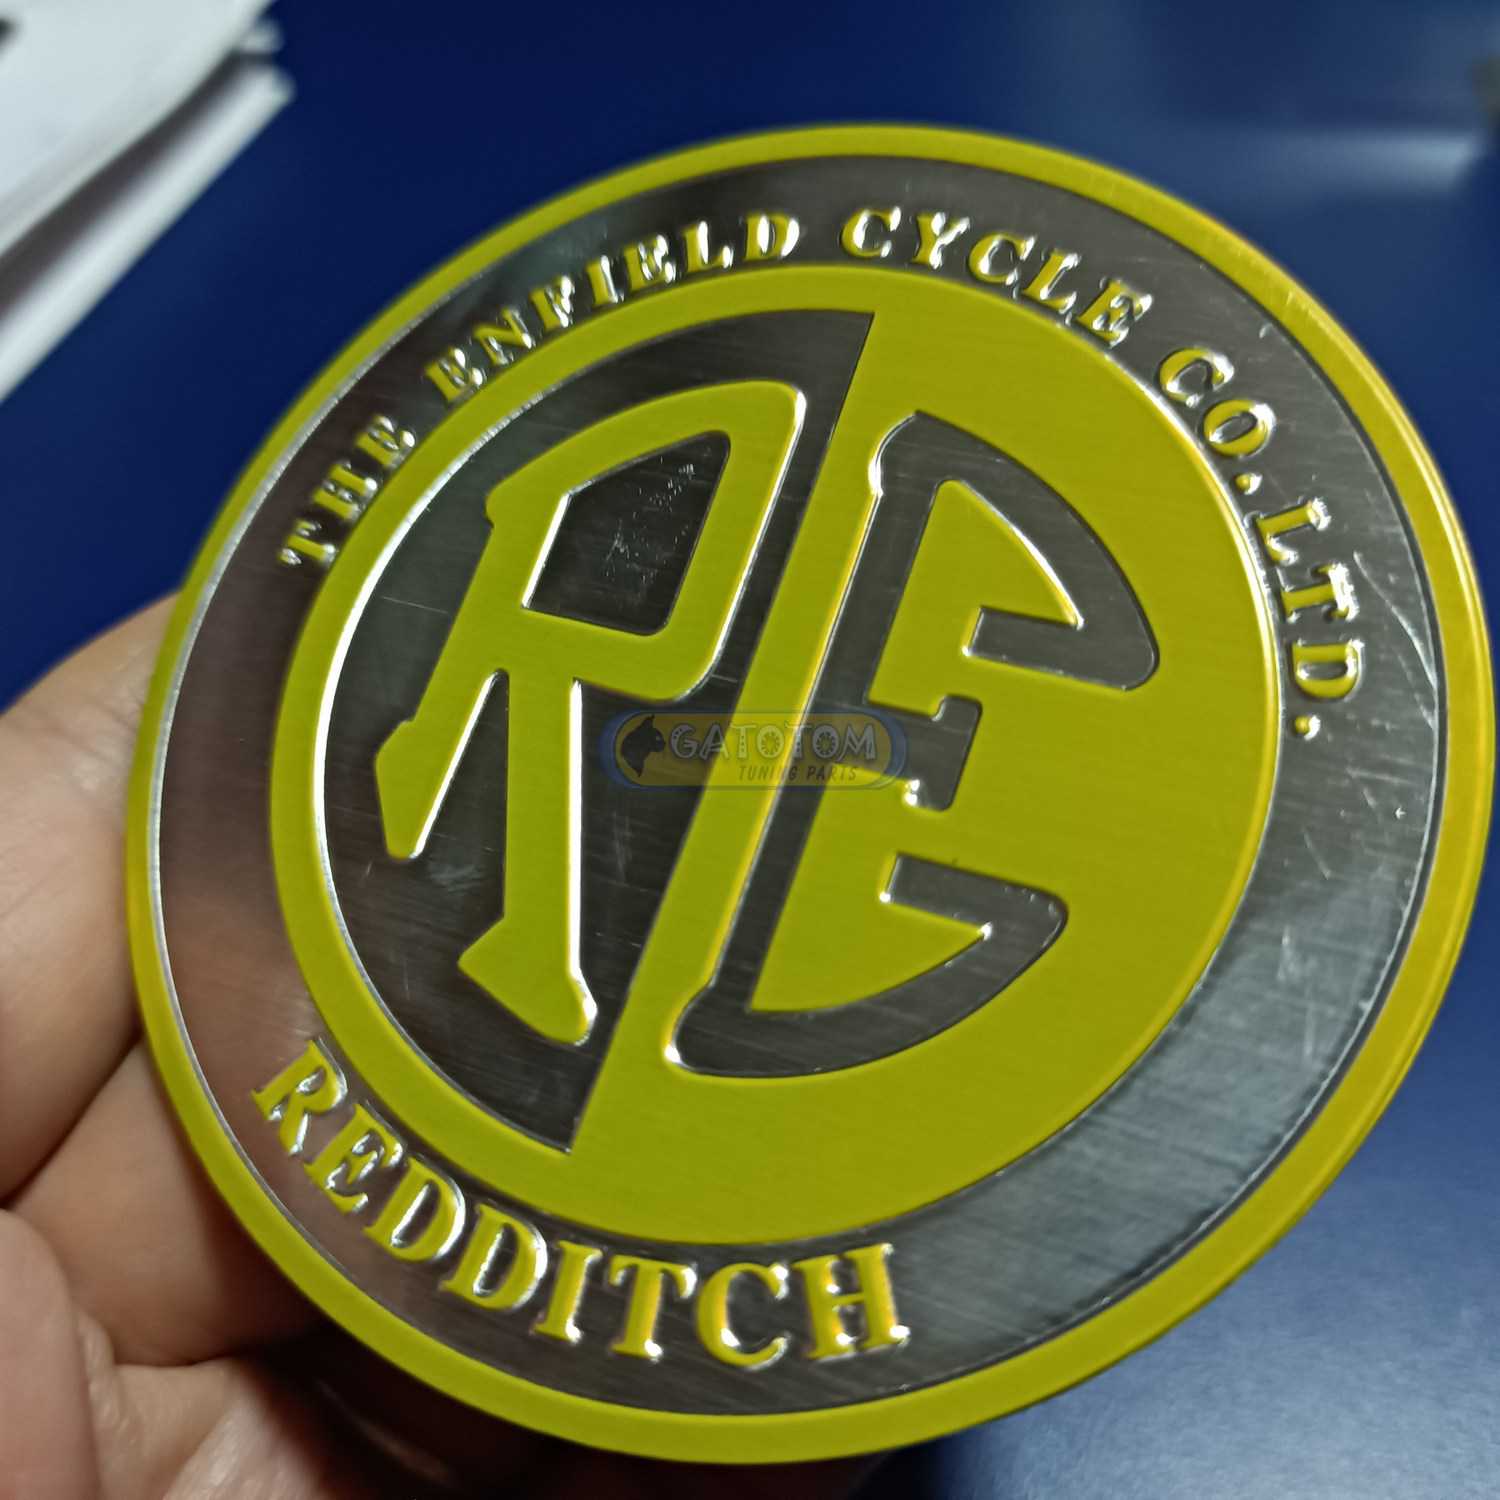 THE ENFIELD CYCLE CO. LTD.
RE
GATOTOM
TUNING PARTS
REDDITCH